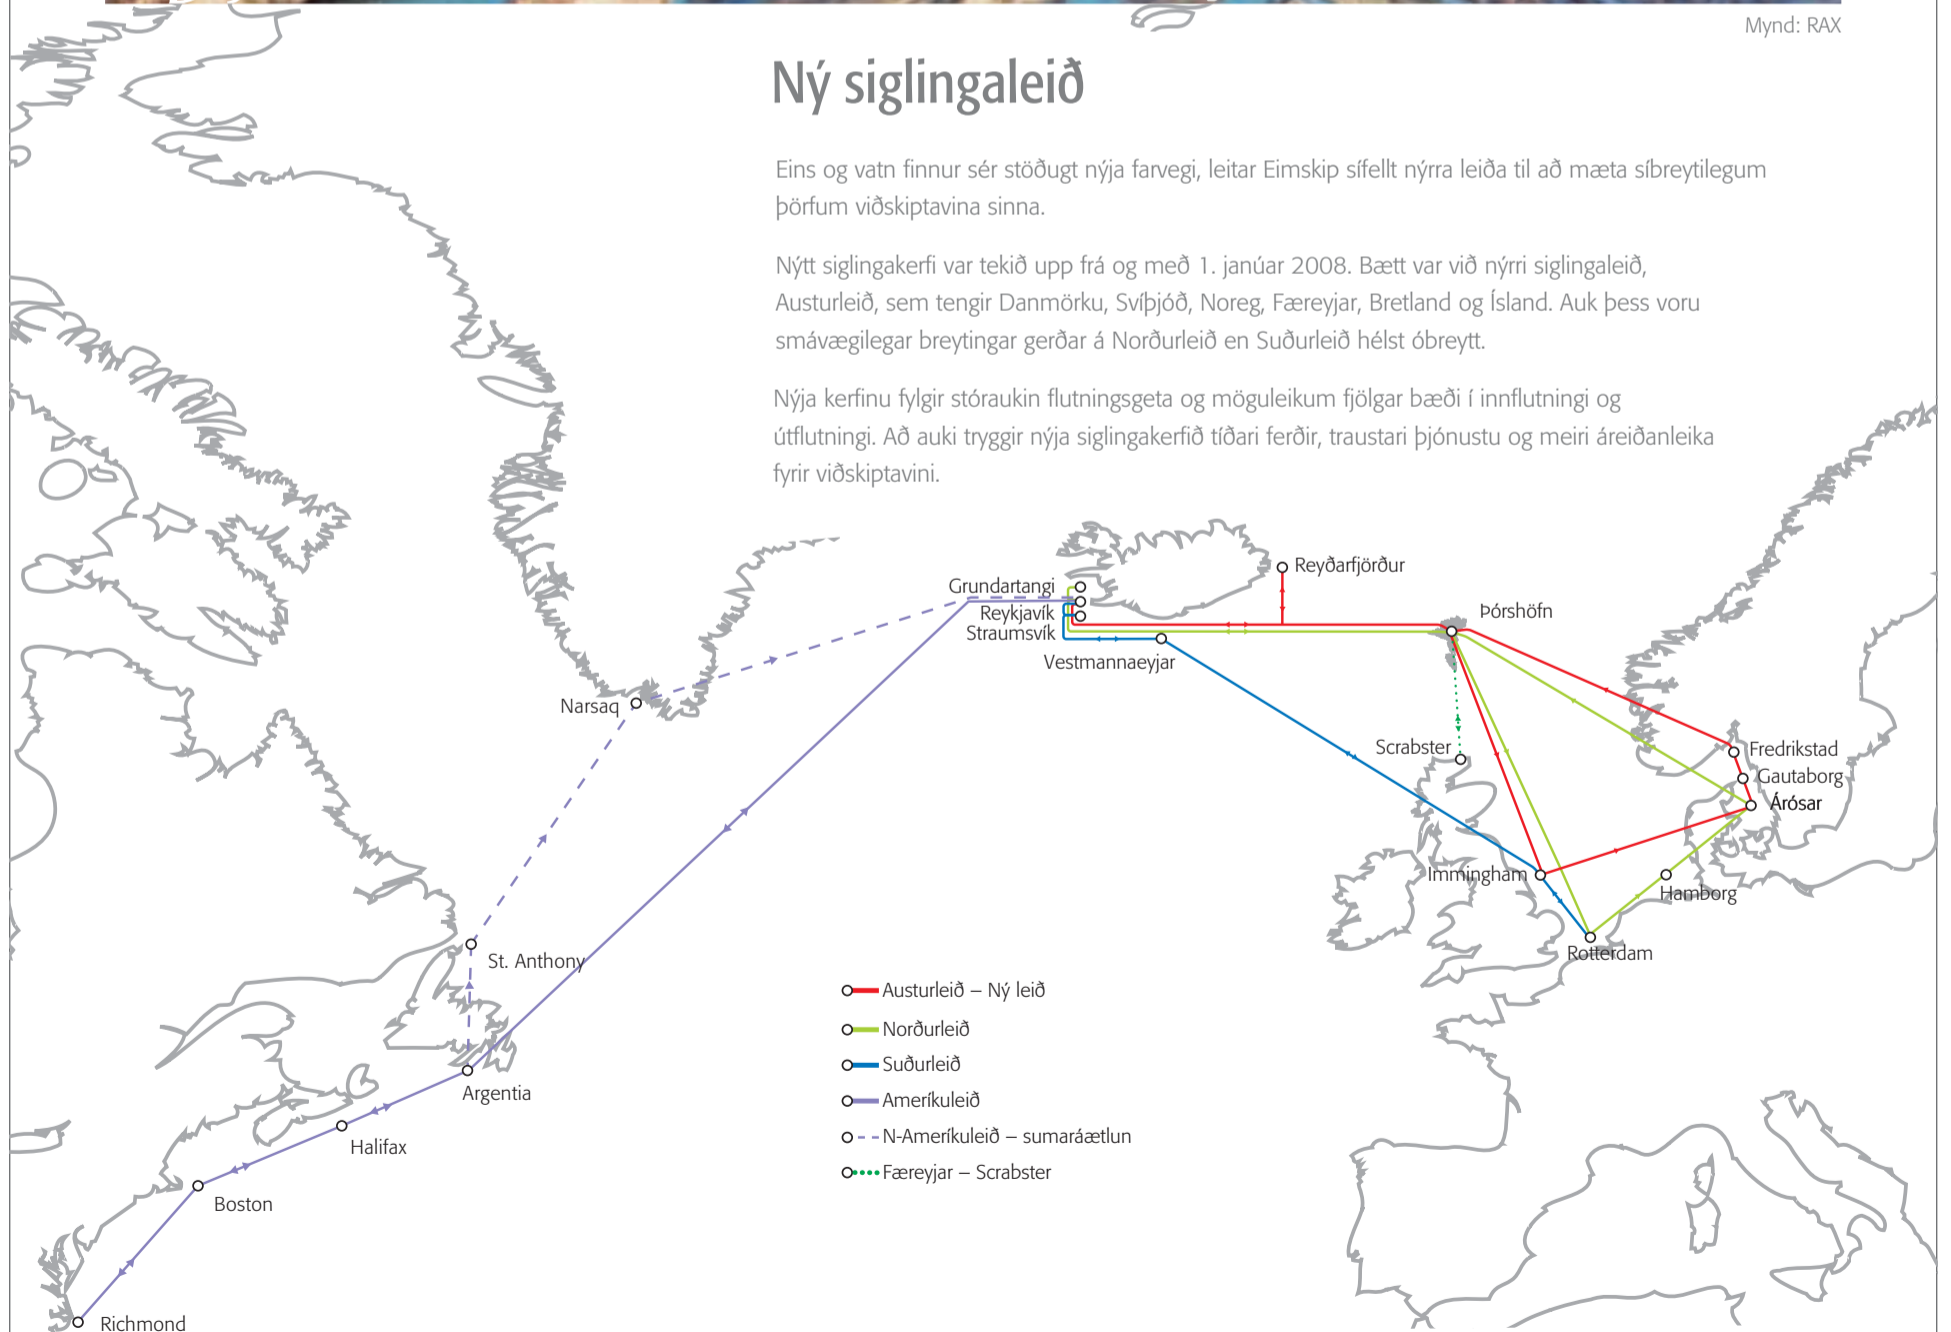 Mynd: RAX
Ný siglingaleið
Eins og vatn finnur sér stöðugt nýja farvegi, leitar Eimskip sífellt nýrra leiða til að mæta síbreytilegum
þörfum viðskiptavina sinna.
Nýtt siglingakerfi var tekið upp frá og með 1. janúar 2008. Bætt var við nýrri siglingaleið,
Austurleið, sem tengir Danmörku, Svíþjóð, Noreg, Færeyjar, Bretland og Ísland. Auk þess voru
smávægilegar breytingar gerðar á Norðurleið en Suðurleið hélst óbreytt.
Nýja kerfinu fylgir stóraukin flutningsgeta og möguleikum fjölgar bæði í innflutningi og
útflutningi. Að auki tryggir nýja siglingakerfið tíðari ferðir, traustari þjónustu og meiri áreiðanleika
fyrir viðskiptavini.
Reyðarfjörður
Grundartangi
Reykjavík
Straumsvík
Þórshöfn
Vestmannaeyjar
Narsaq
Scrabster
Fredrikstad
Gautaborg
Árósar
Immingham
Hamborg
Rotterdam
St. Anthony
Argentia
Halifax
Boston
Richmond
Austurleið – Ný leið
Norðurleið
Suðurleið
Ameríkuleið
N-Ameríkuleið – sumaráætlun
Færeyjar – Scrabster